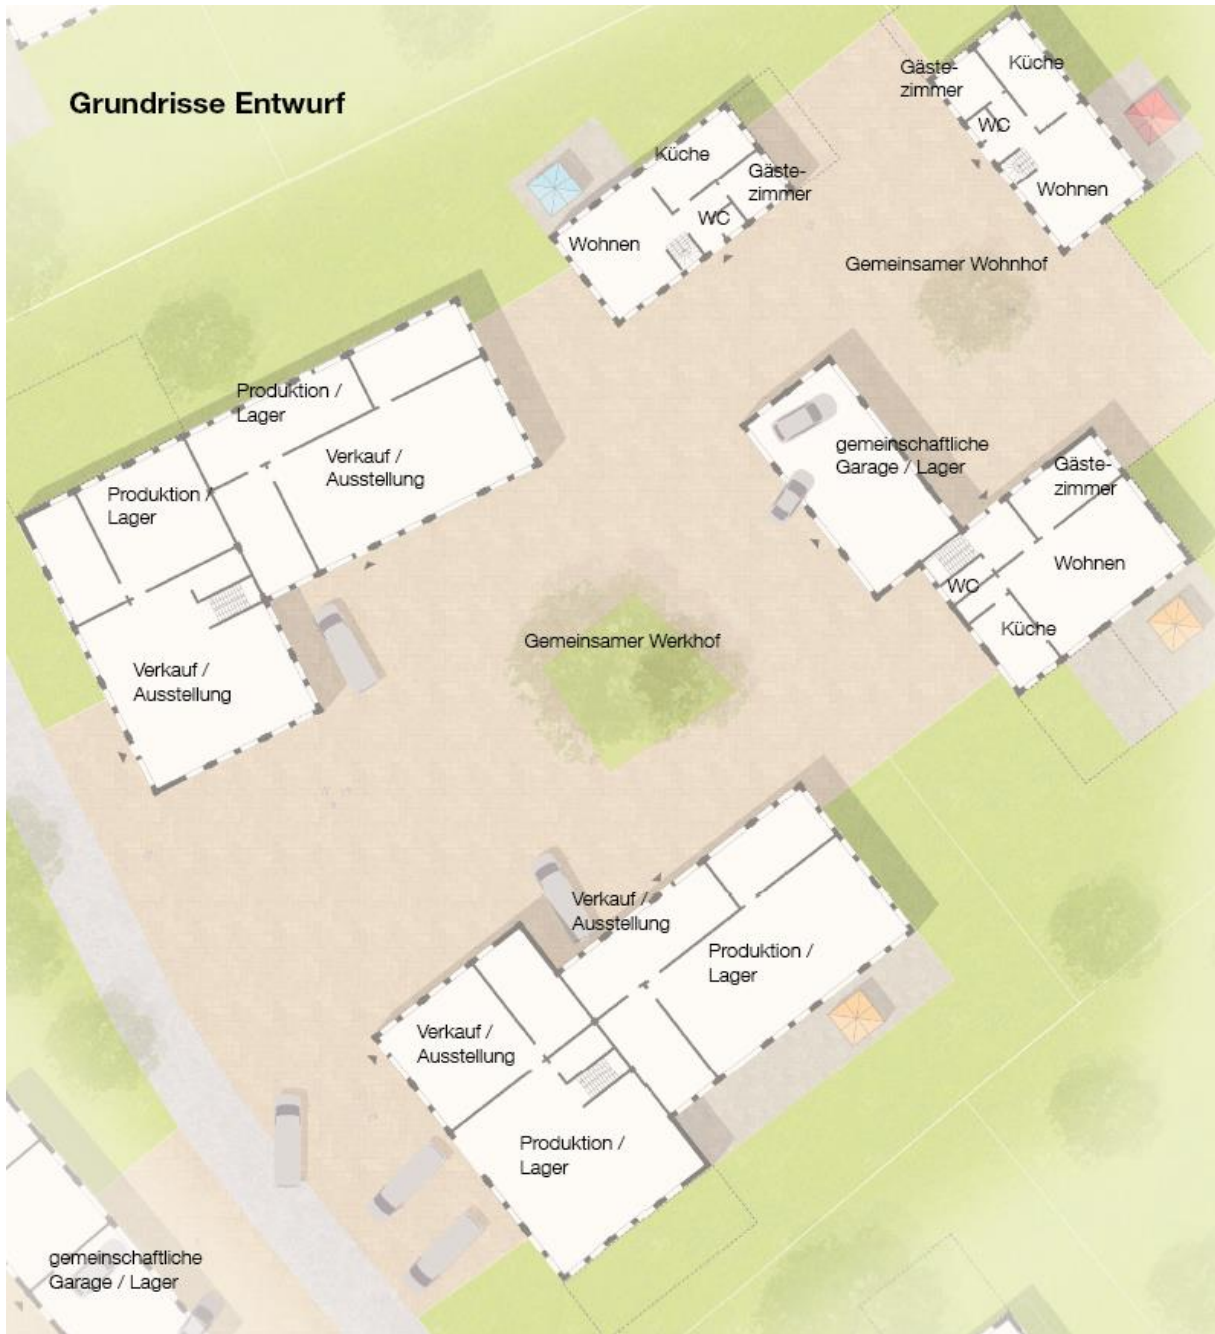 Grundrisse Entwurf
Gäste-
zimmer
Küche
WC
Wohnen
Küche
Gäste-
zimmer
WC
Wohnen
Gemeinsamer Wohnhof
Produktion /
Lager
Verkauf /
Ausstellung
Produktion /
Lager
Verkauf /
Ausstellung
gemeinschaftliche
Garage / Lager
Gäste-
zimmer
Wohnen
WC
Küche
Gemeinsamer Werkhof
Verkauf /
Ausstellung
Produktion /
Lager
Verkauf /
Ausstellung
Produktion /
Lager
gemeinschaftliche
Garage / Lager